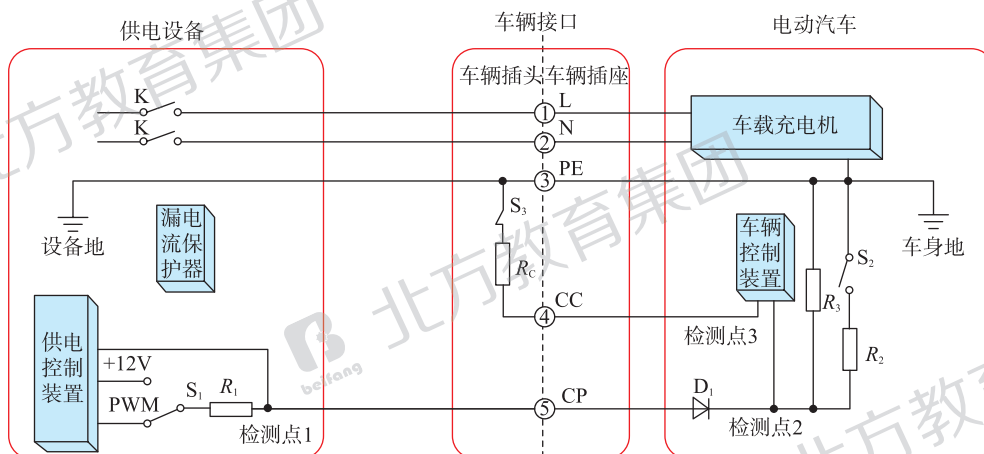 供电设备
车辆接口
电动汽车
车辆插头
车辆插座
K
K
① L
② N
③ PE
车载充电机
设备地
车身地
漏电
流保
护器
S₃
R_C
CC
④
车辆
控制
装置
检测点3
S₂
R₃
R₂
供电
控制
装置
+12V
PWM
S₁
R₁
检测点1
⑤ CP
D₁
检测点2
北方教育集团
北方教育集团
beifang
北方教